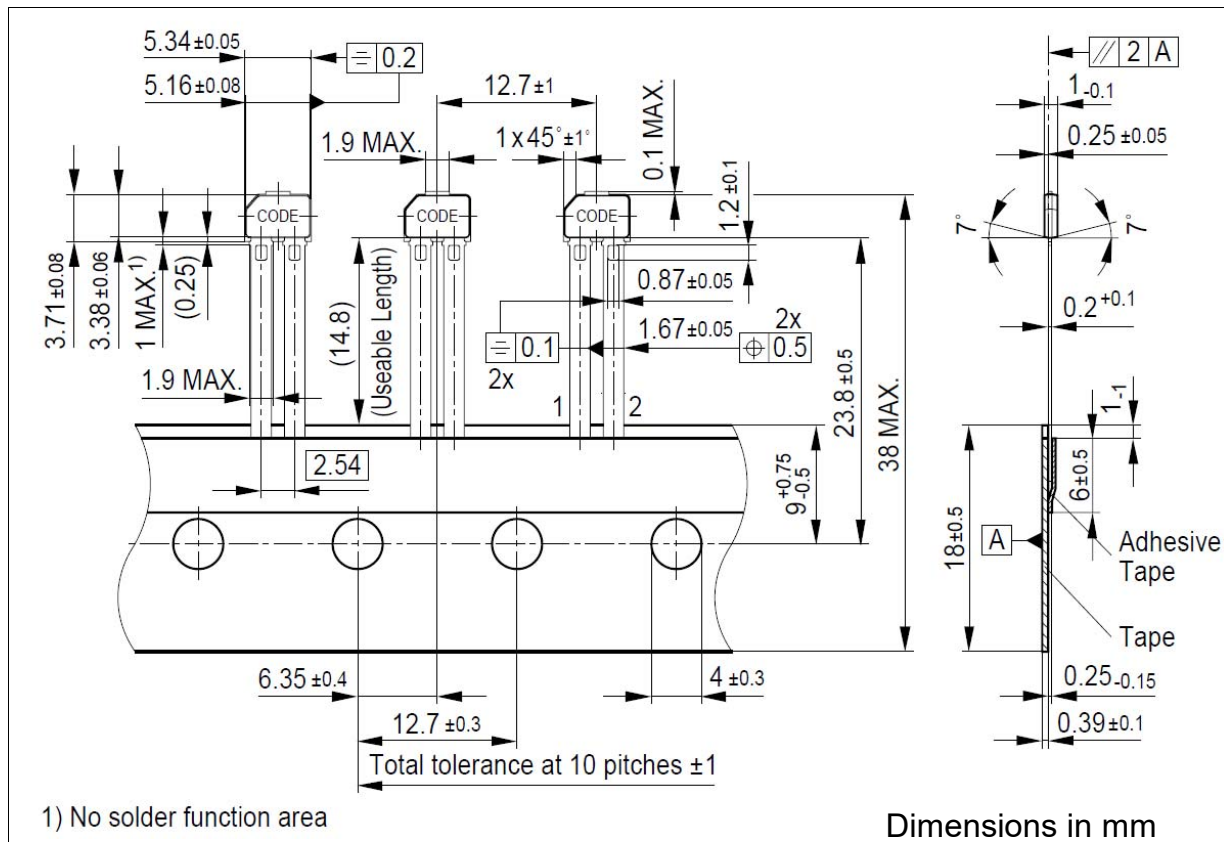 5.34±0.05
⌯ 0.2
5.16±0.08
12.7±1
1.9 MAX.
1 x 45°±1°
0.1 MAX.
1.2±0.1
// 2 A
1-0.1
0.25 ±0.05
CODE
CODE
CODE
7°
7°
3.71±0.08
3.38±0.06
1 MAX.1)
(0.25)
(14.8)
(Useable Length)
0.87±0.05
1.67±0.05
⌯ 0.1
2x
2x
⌖ 0.5
0.2+0.1
1.9 MAX.
1
2
23.8±0.5
38 MAX.
1-1
2.54
9+0.75-0.5
18±0.5
6±0.5
A
Adhesive
Tape
Tape
6.35 ±0.4
4 ±0.3
0.25-0.15
12.7 ±0.3
0.39±0.1
Total tolerance at 10 pitches ±1
1) No solder function area
Dimensions in mm